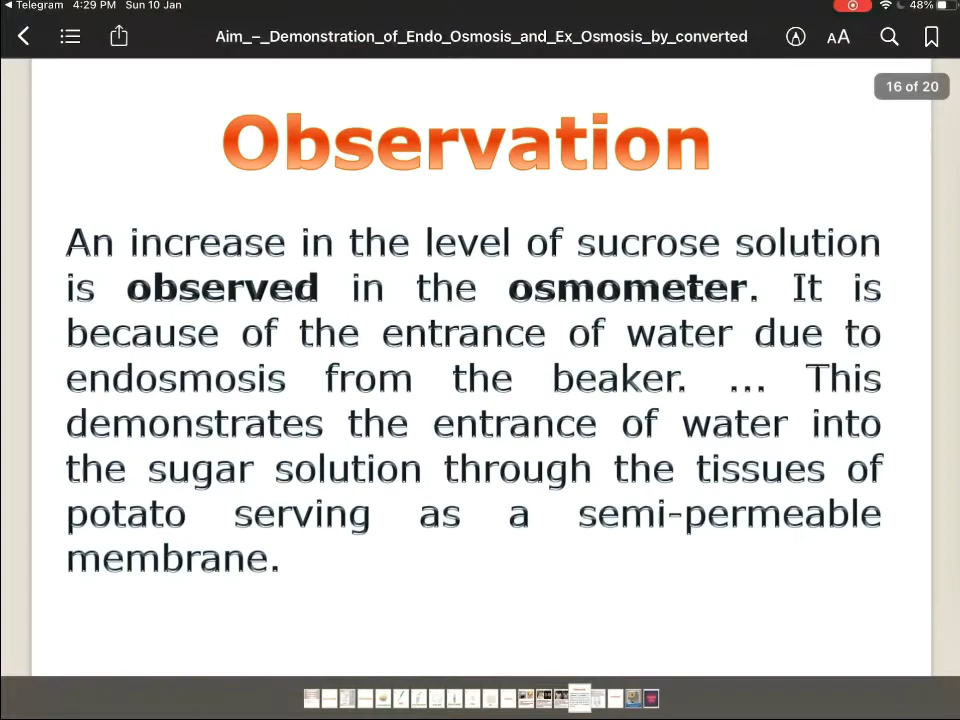 Telegram 4:29 PM Sun 10 Jan 48%
Aim_–_Demonstration_of_Endo_Osmosis_and_Ex_Osmosis_by_converted AA
16 of 20
Observation
An increase in the level of sucrose solution
is observed in the osmometer. It is
because of the entrance of water due to
endosmosis from the beaker. ... This
demonstrates the entrance of water into
the sugar solution through the tissues of
potato serving as a semi-permeable
membrane.